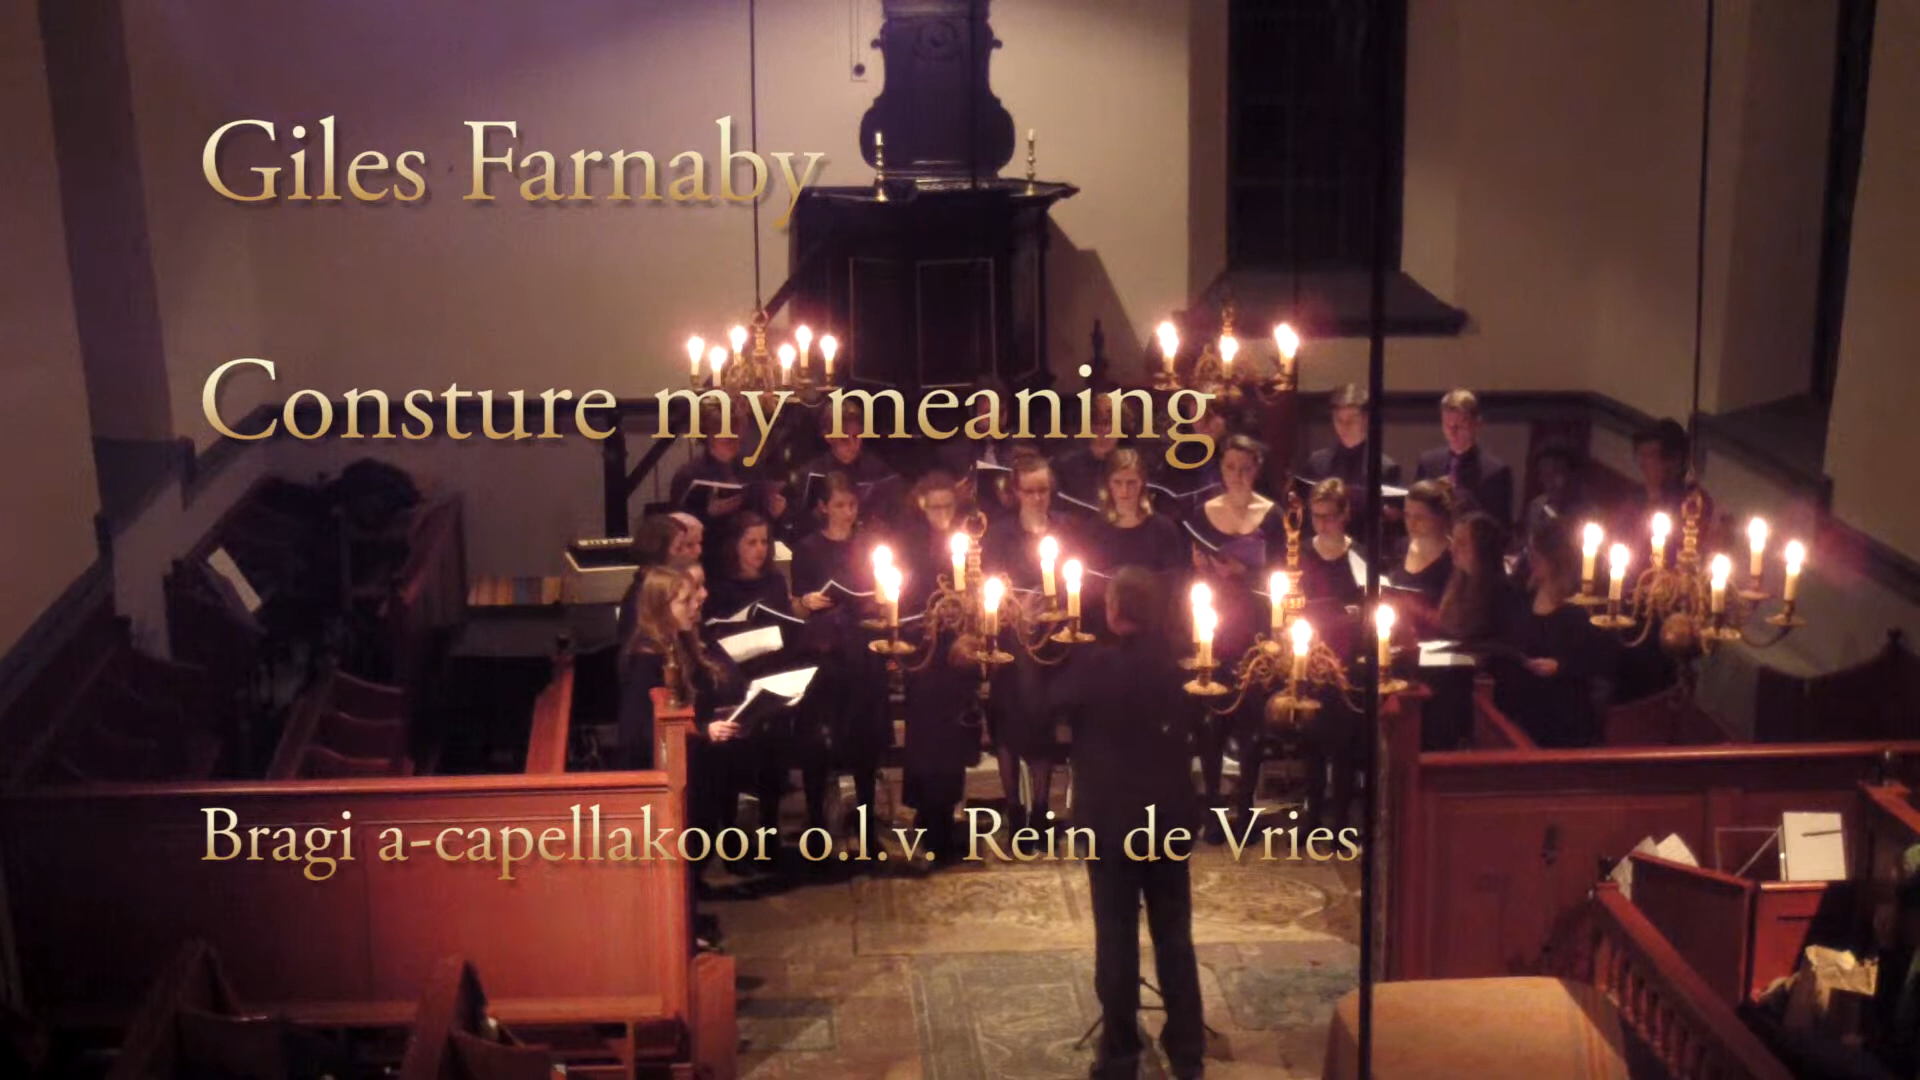 Giles Farnaby
Consture my meaning
Bragi a-capellakoor o.l.v. Rein de Vries